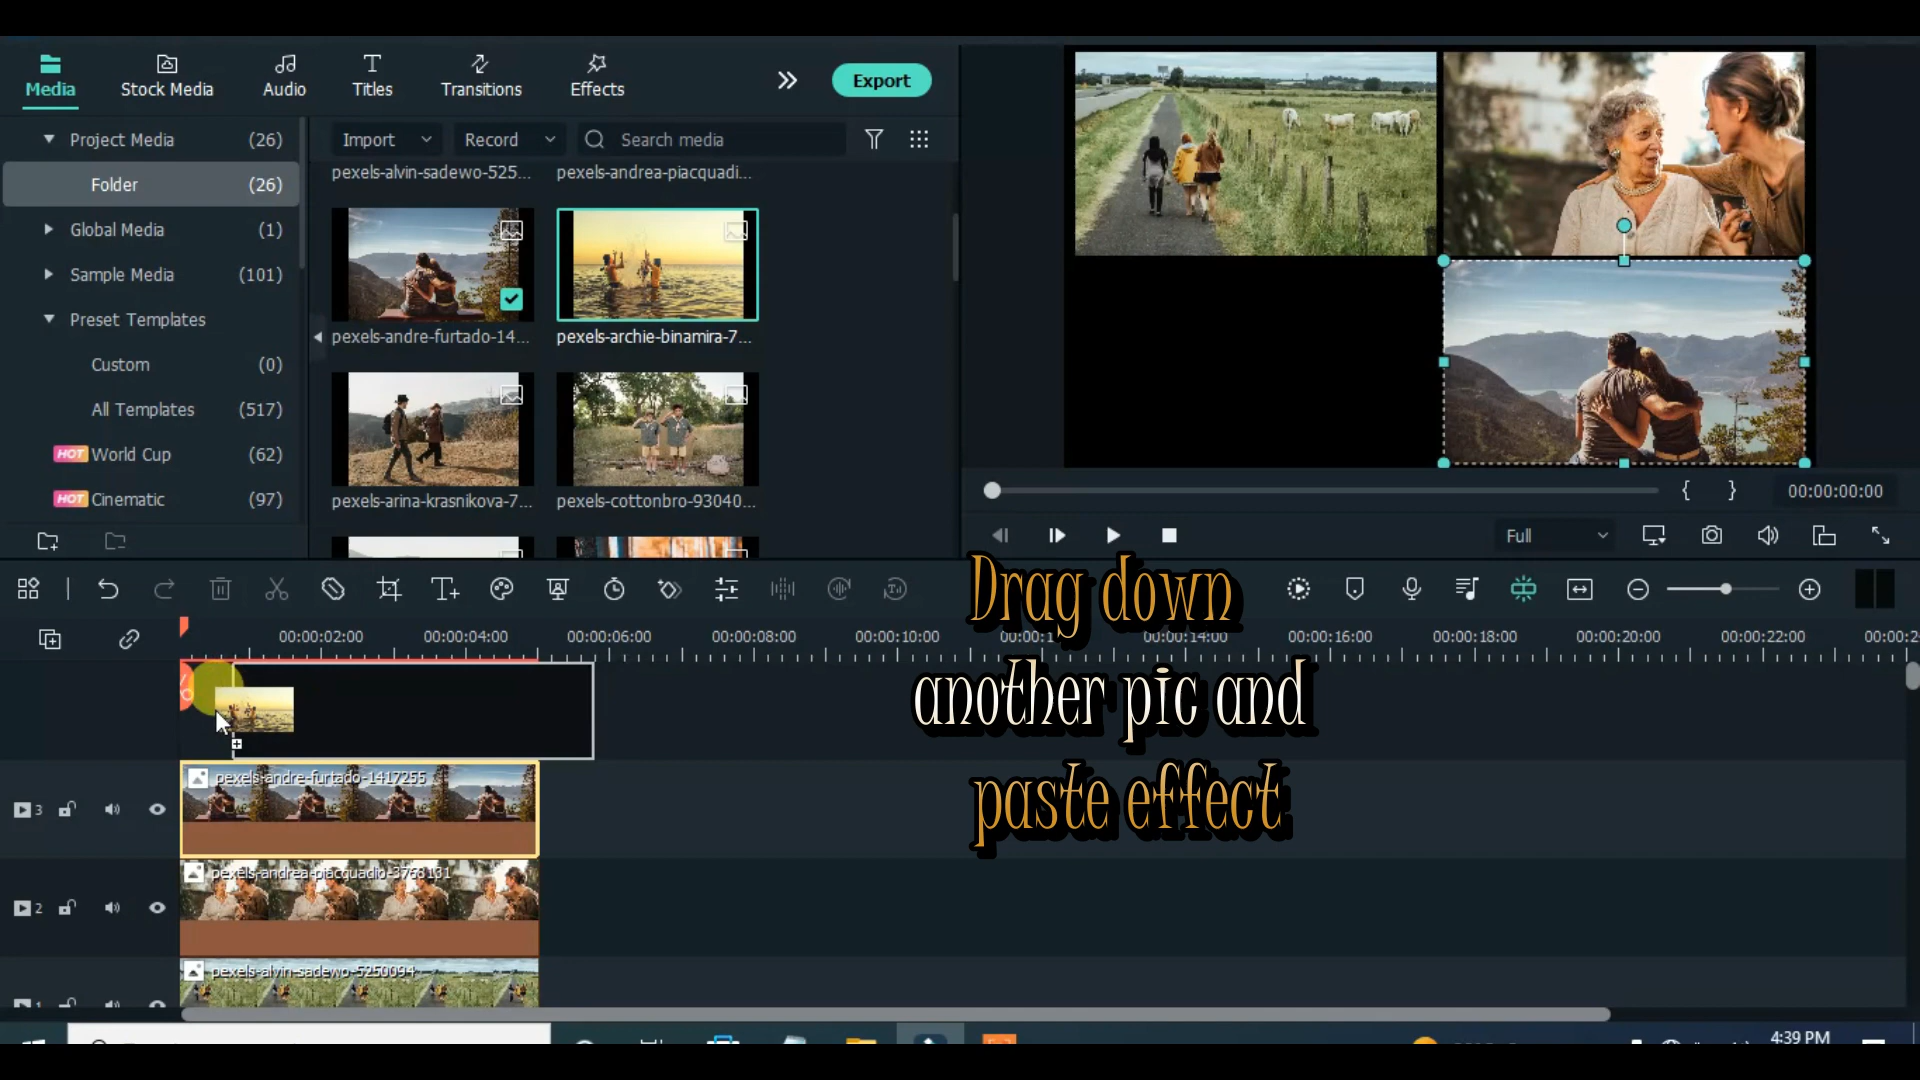 Media
Stock Media
Audio
Titles
Transitions
Effects
Export
Project Media (26)
Folder (26)
Global Media (1)
Sample Media (101)
Preset Templates
Custom (0)
All Templates (517)
HOT World Cup (62)
HOT Cinematic (97)
Import
Record
Search media
pexels-alvin-sadewo-525...
pexels-andrea-piacquadi...
pexels-andre-furtado-14...
pexels-archie-binamira-7...
pexels-arina-krasnikova-7...
pexels-cottonbro-93040...
{ } 00:00:00:00
Full
00:00:02:00
00:00:04:00
00:00:06:00
00:00:08:00
00:00:10:00
00:00:14:00
00:00:16:00
00:00:18:00
00:00:20:00
00:00:22:00
Drag down
another pic and
paste effect
3
pexels-andre-furtado-1417255
2
pexels-andrea-piacquadio-3768131
1
pexels-alvin-sadewo-5250094
4:39 PM